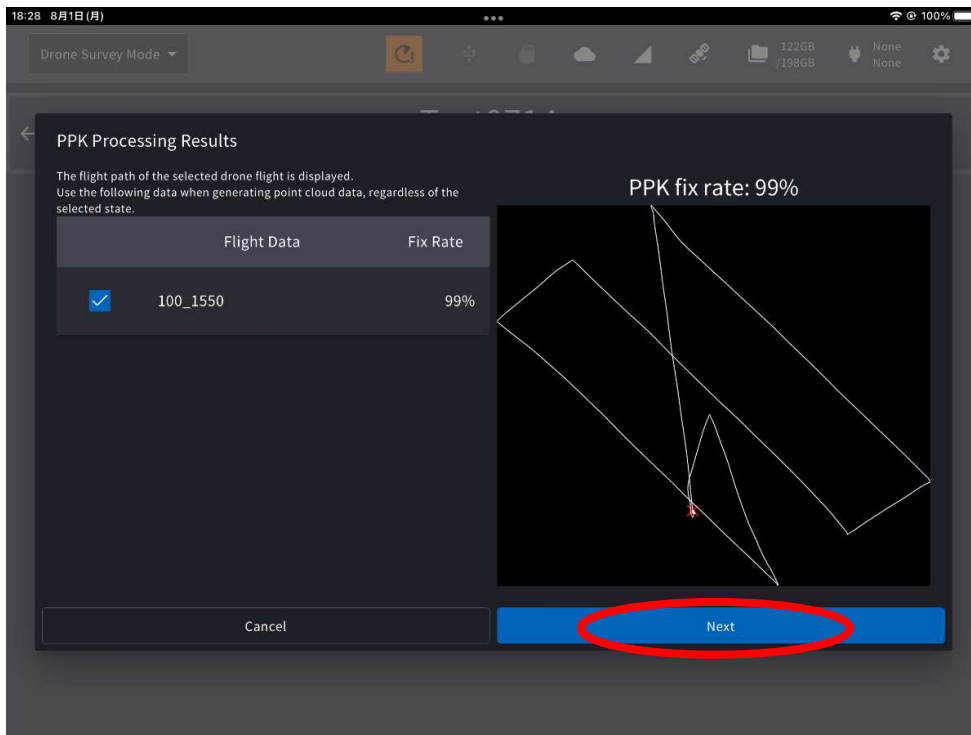 18:28 8月1日(月)
100%
Drone Survey Mode
122GB
/198GB
None
None
PPK Processing Results
The flight path of the selected drone flight is displayed.
Use the following data when generating point cloud data, regardless of the
selected state.
Flight Data Fix Rate
100_1550 99%
PPK fix rate: 99%
Cancel
Next